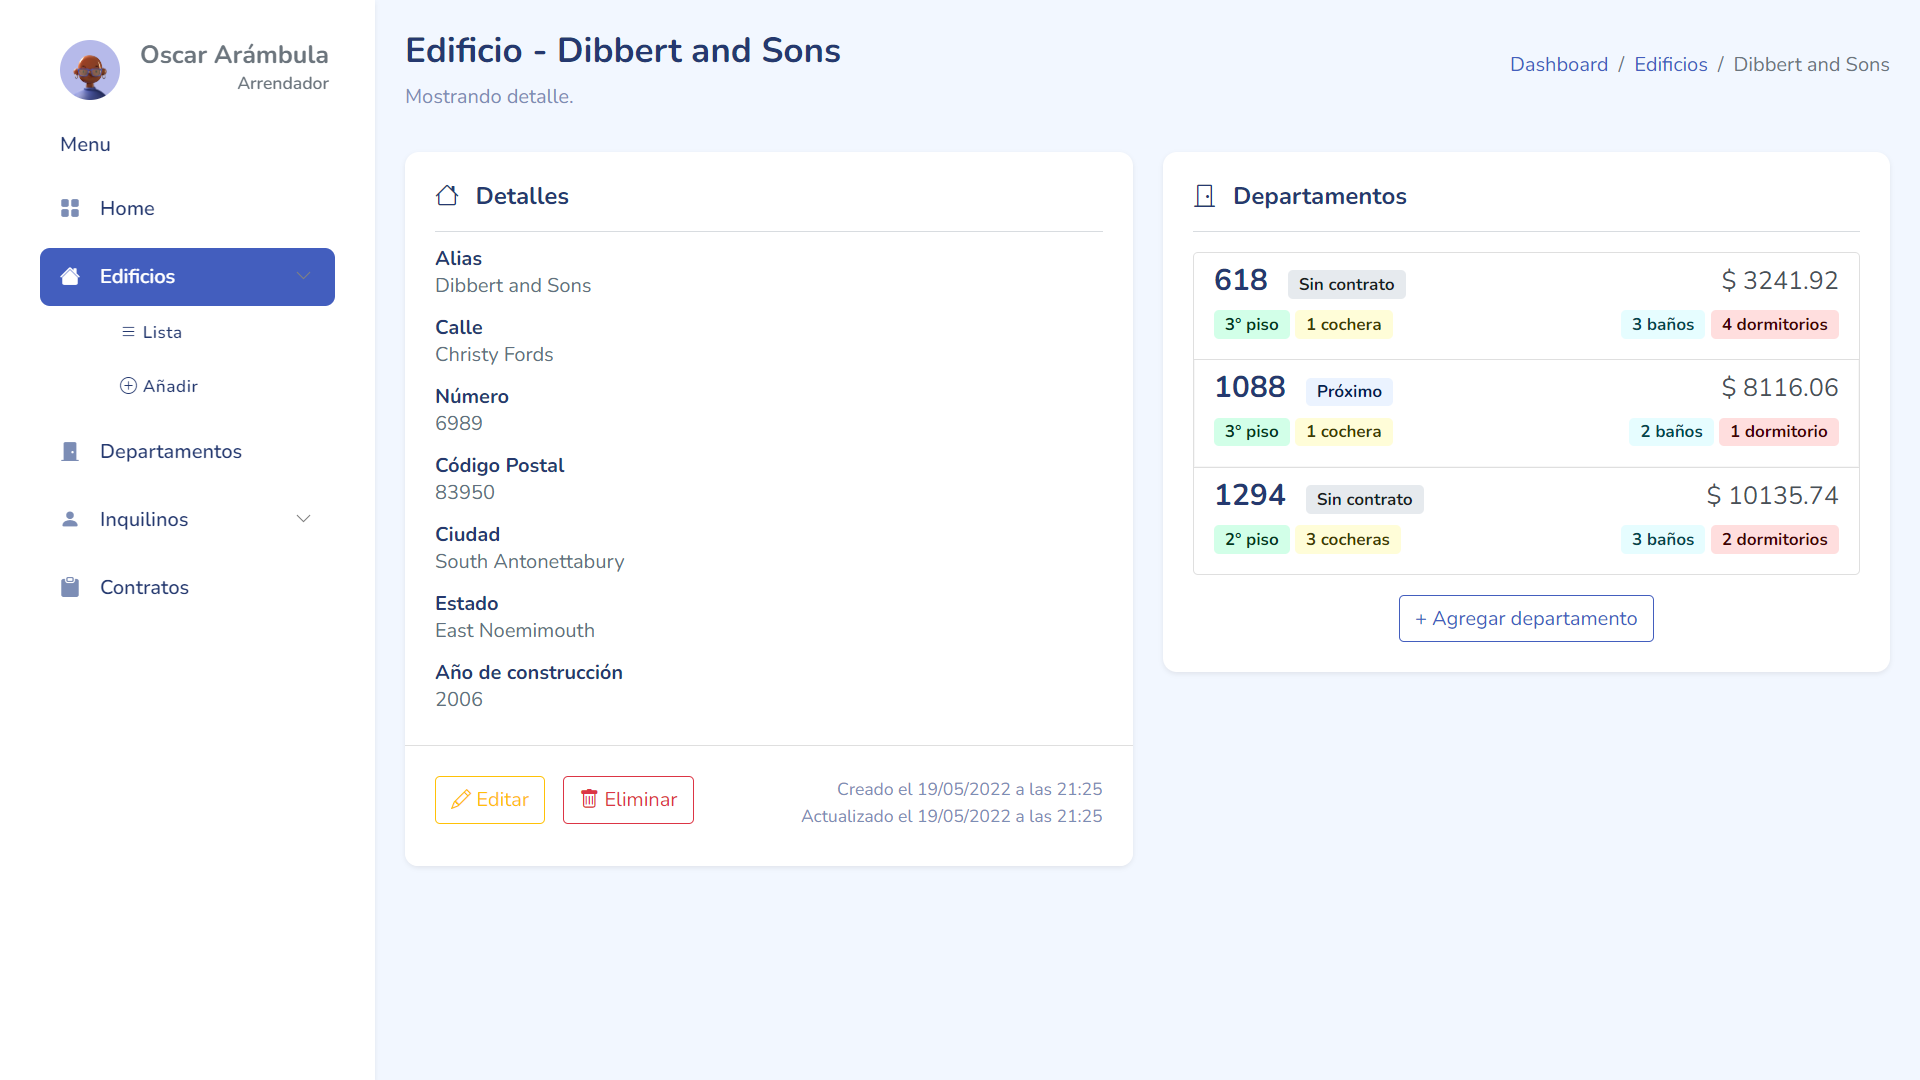 Oscar Arámbula
Arrendador
Menu
Home
Edificios
Lista
Añadir
Departamentos
Inquilinos
Contratos
Edificio - Dibbert and Sons
Mostrando detalle.
Dashboard / Edificios / Dibbert and Sons
Detalles
Alias
Dibbert and Sons
Calle
Christy Fords
Número
6989
Código Postal
83950
Ciudad
South Antonettabury
Estado
East Noemimouth
Año de construcción
2006
Editar Eliminar
Creado el 19/05/2022 a las 21:25
Actualizado el 19/05/2022 a las 21:25
Departamentos
618 Sin contrato $ 3241.92
3° piso 1 cochera 3 baños 4 dormitorios
1088 Próximo $ 8116.06
3° piso 1 cochera 2 baños 1 dormitorio
1294 Sin contrato $ 10135.74
2° piso 3 cocheras 3 baños 2 dormitorios
+ Agregar departamento